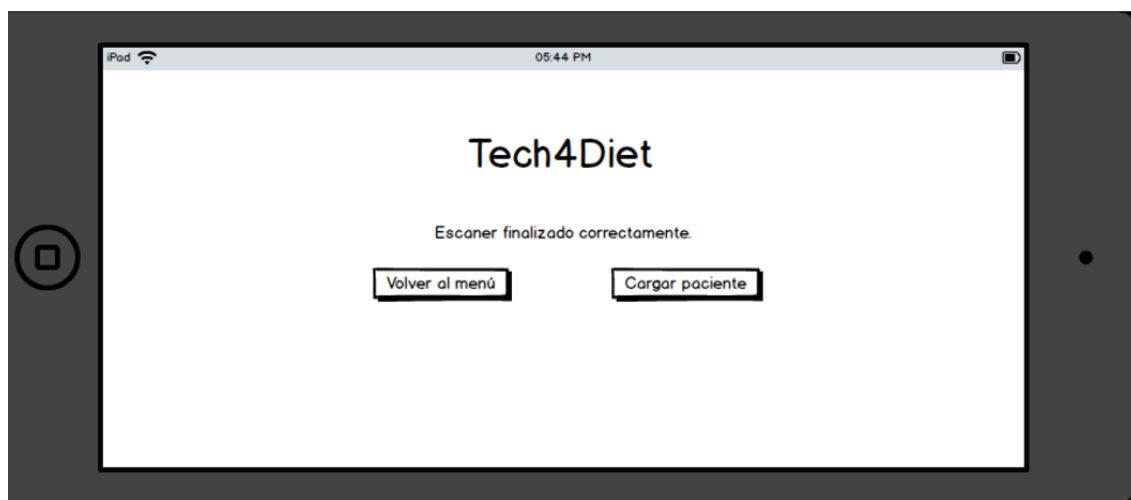 iPad 05:44 PM
Tech4Diet
Escaner finalizado correctamente.
Volver al menú Cargar paciente